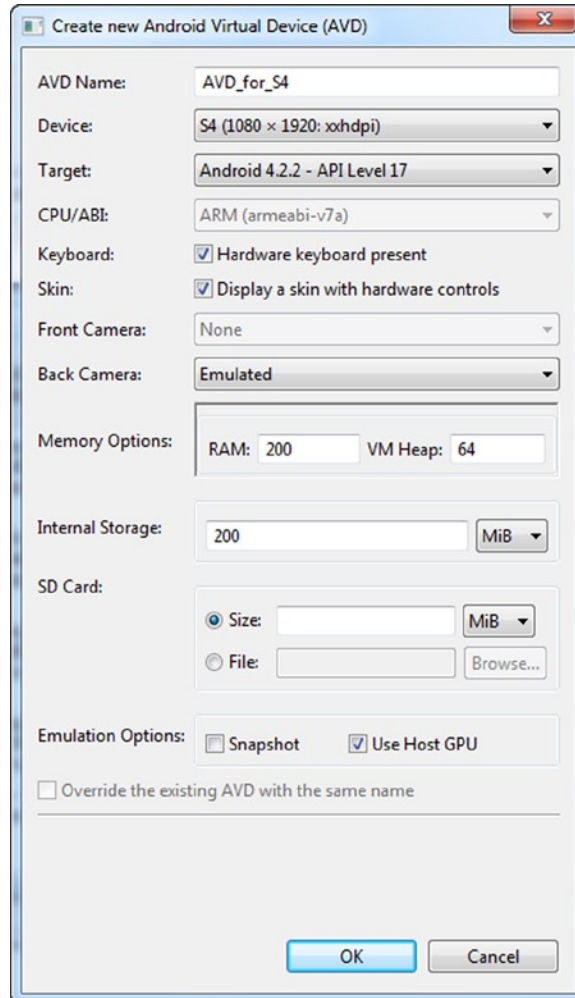 Create new Android Virtual Device (AVD)
AVD Name: AVD_for_S4
Device: S4 (1080 × 1920: xxhdpi)
Target: Android 4.2.2 - API Level 17
CPU/ABI: ARM (armeabi-v7a)
Keyboard: Hardware keyboard present
Skin: Display a skin with hardware controls
Front Camera: None
Back Camera: Emulated
Memory Options: RAM: 200 VM Heap: 64
Internal Storage: 200 MiB
SD Card:
Size: MiB
File: Browse...
Emulation Options: Snapshot Use Host GPU
Override the existing AVD with the same name
OK Cancel